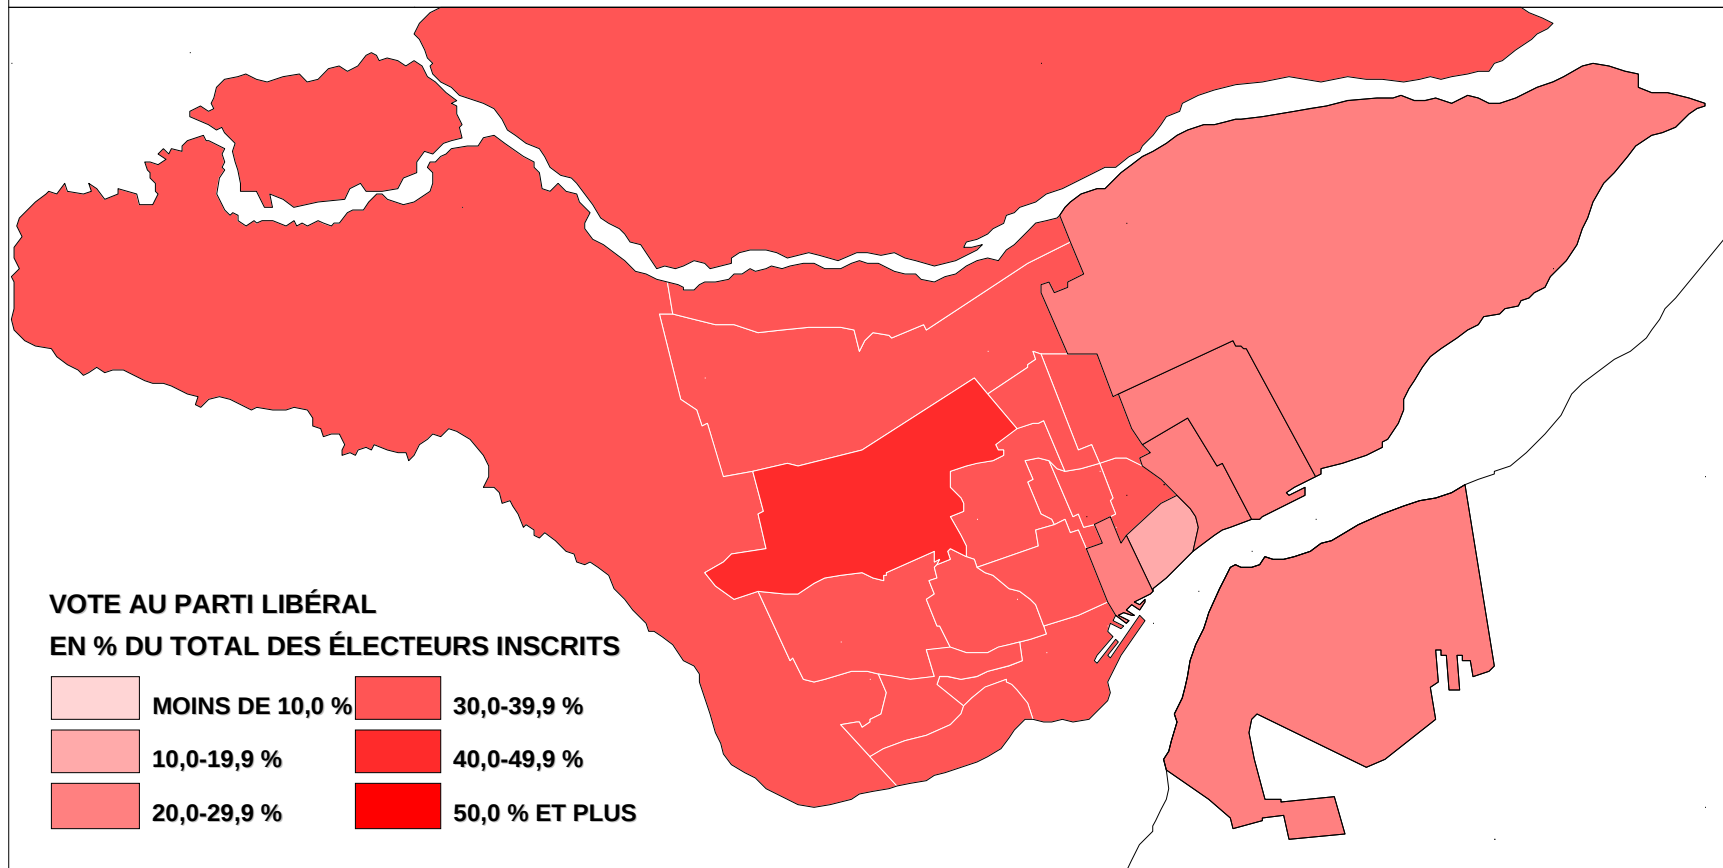 VOTE AU PARTI LIBÉRAL
EN % DU TOTAL DES ÉLECTEURS INSCRITS
MOINS DE 10,0 %
10,0-19,9 %
20,0-29,9 %
30,0-39,9 %
40,0-49,9 %
50,0 % ET PLUS